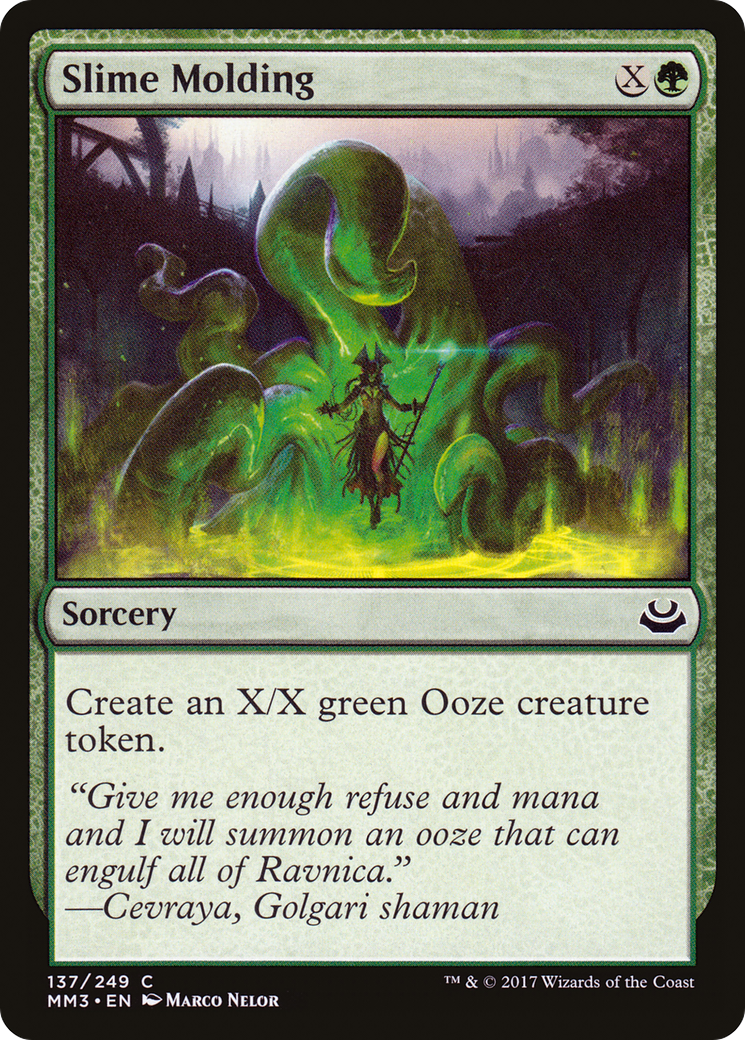 Slime Molding X
Sorcery
Create an X/X green Ooze creature
token.
“Give me enough refuse and mana
and I will summon an ooze that can
engulf all of Ravnica.”
—Cevraya, Golgari shaman
137/249 C
™ & © 2017 Wizards of the Coast
MM3 • EN Marco Nelor